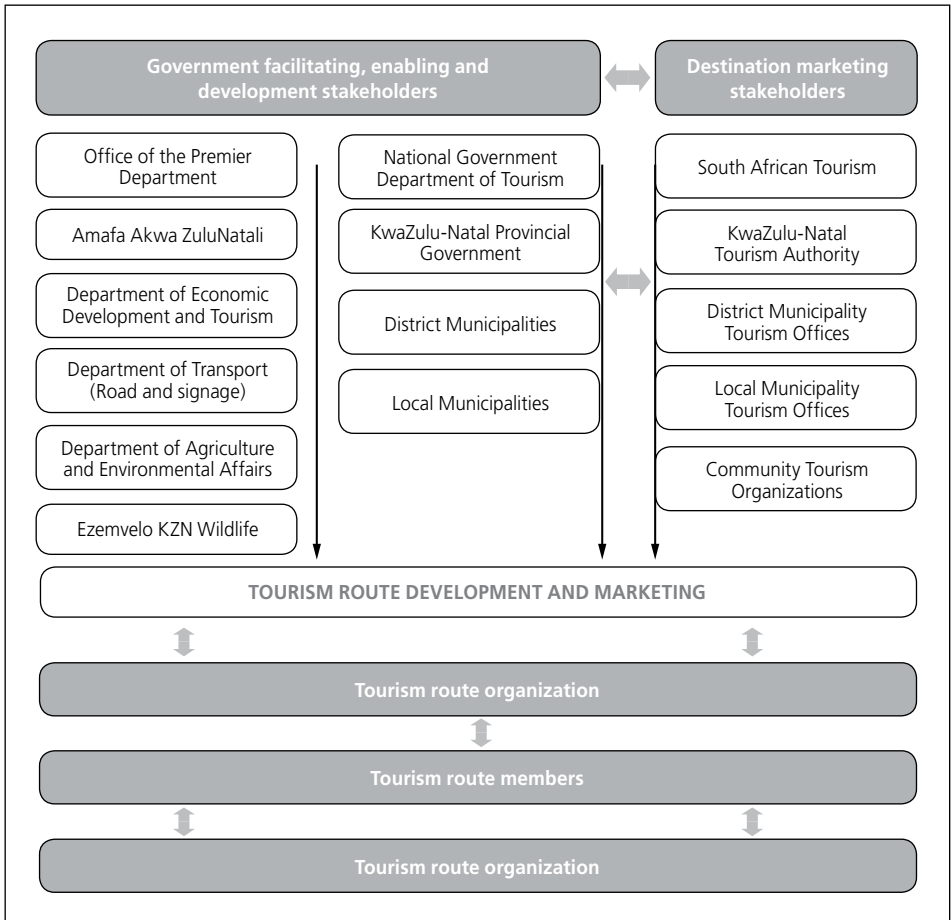 Government facilitating, enabling and
development stakeholders
Destination marketing
stakeholders
Office of the Premier
Department
Amafa Akwa ZuluNatali
Department of Economic
Development and Tourism
Department of Transport
(Road and signage)
Department of Agriculture
and Environmental Affairs
Ezemvelo KZN Wildlife
National Government
Department of Tourism
KwaZulu-Natal Provincial
Government
District Municipalities
Local Municipalities
South African Tourism
KwaZulu-Natal
Tourism Authority
District Municipality
Tourism Offices
Local Municipality
Tourism Offices
Community Tourism
Organizations
TOURISM ROUTE DEVELOPMENT AND MARKETING
Tourism route organization
Tourism route members
Tourism route organization